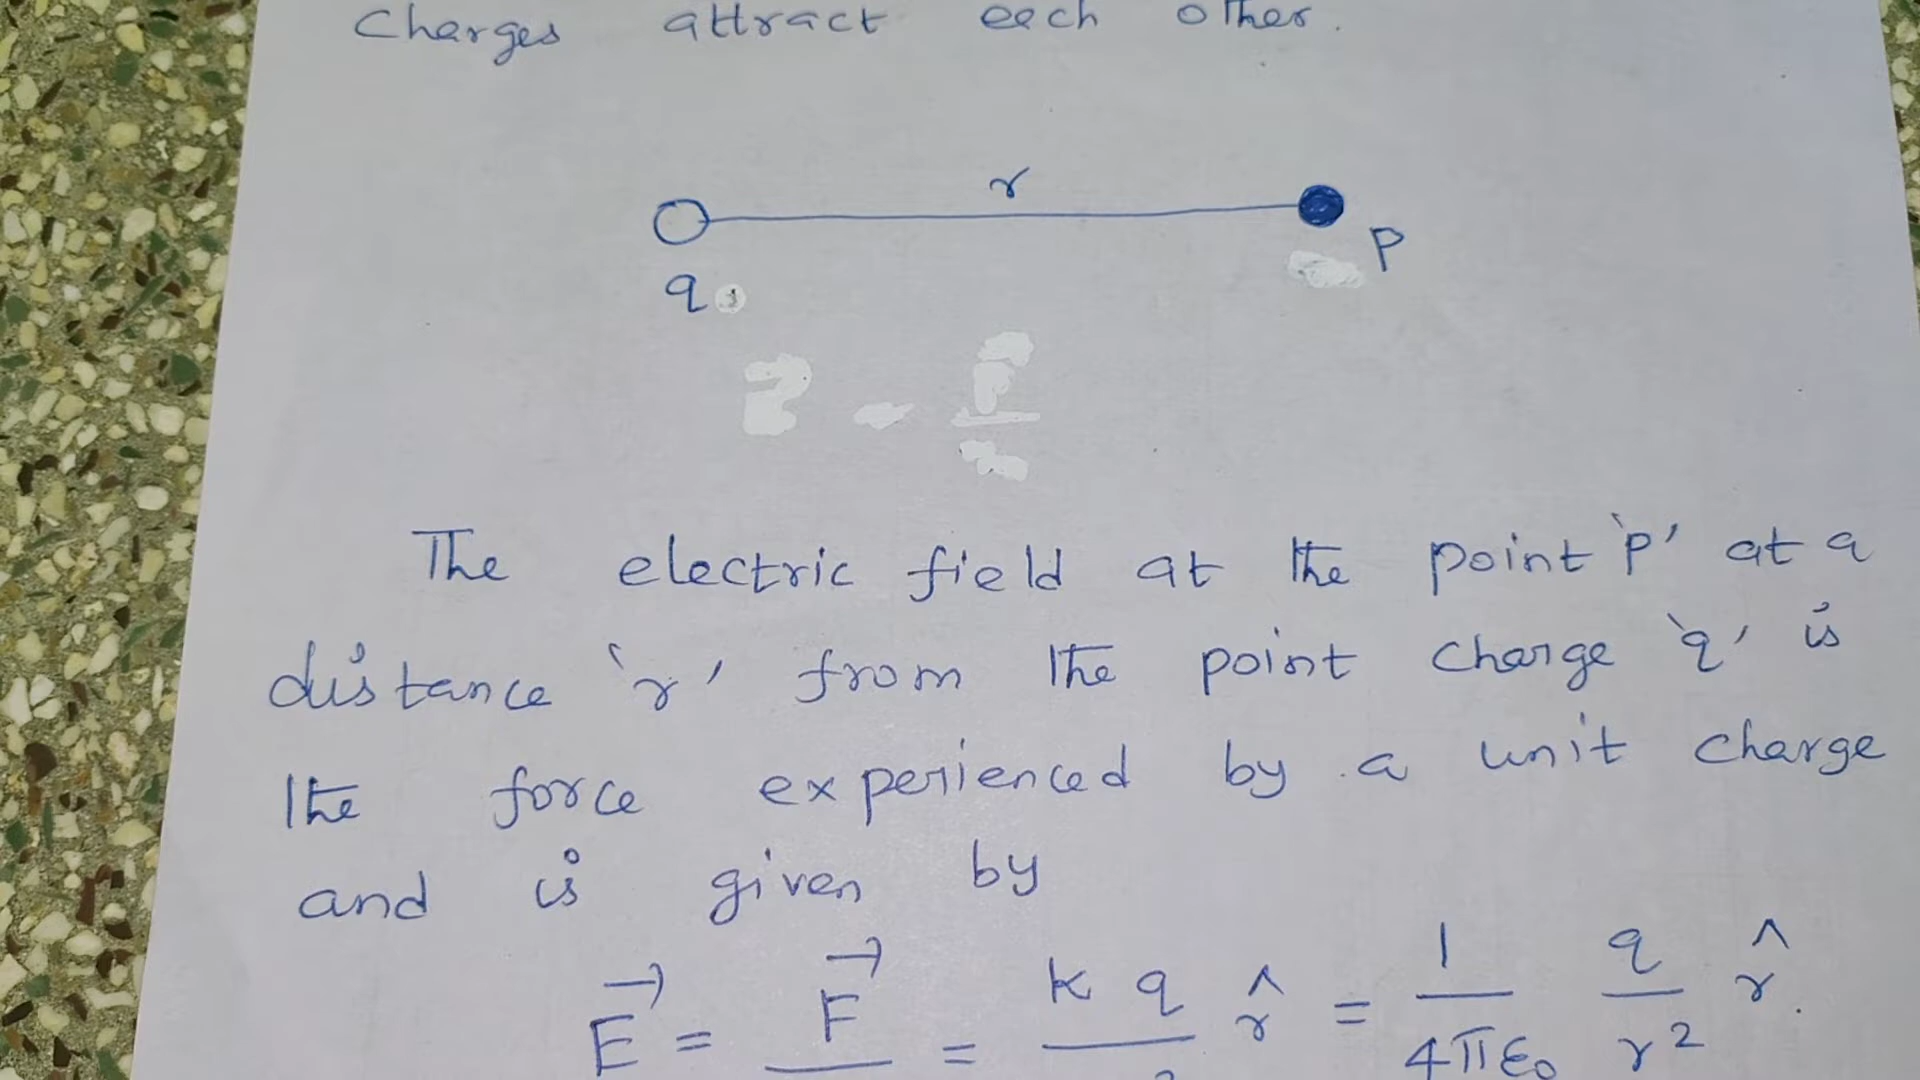 Charges attract each other.
r
P
q
The electric field at the point 'P' at a
distance 'r' from the point charge 'q' is
the force experienced by a unit charge
and is given by
E⃗ = F⃗ / = k q / r̂ = 1/4πε₀ q/r² r̂.